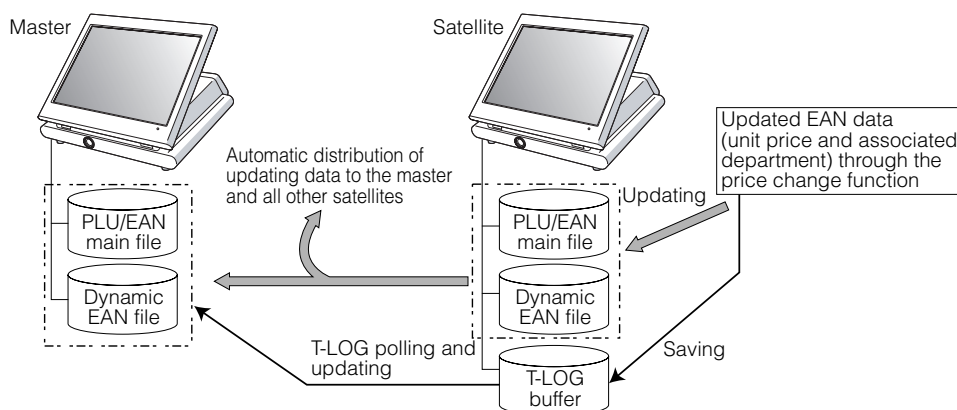 Master
Satellite
Updated EAN data
(unit price and associated
department) through the
price change function
Automatic distribution of
updating data to the master
and all other satellites
Updating
PLU/EAN
main file
PLU/EAN
main file
Dynamic
EAN file
Dynamic
EAN file
T-LOG polling and
updating
Saving
T-LOG
buffer